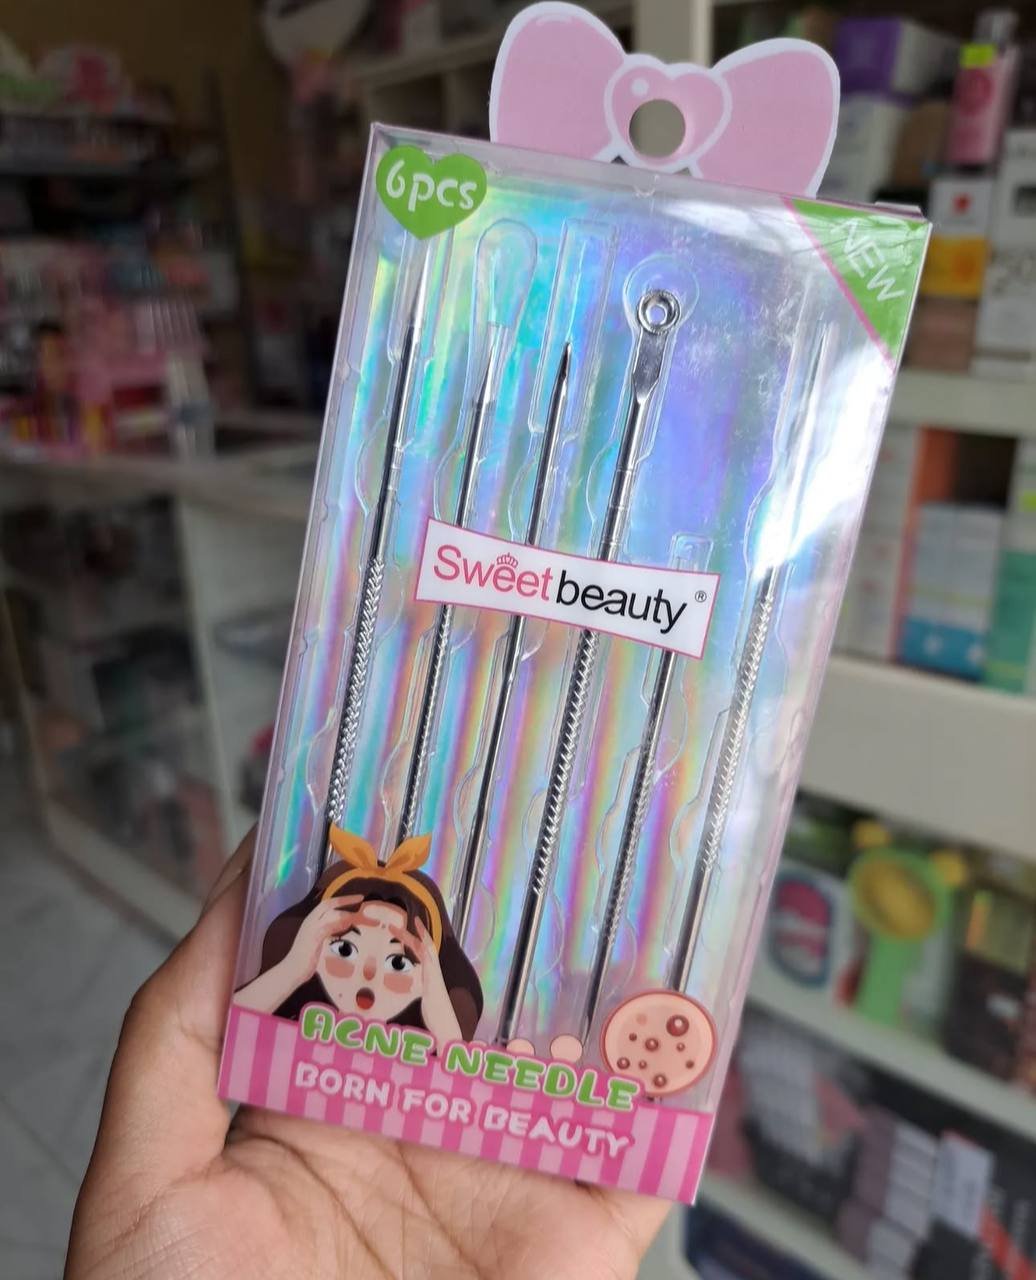 6pcs
NEW
Sweetbeauty®
ACNE NEEDLE
BORN FOR BEAUTY